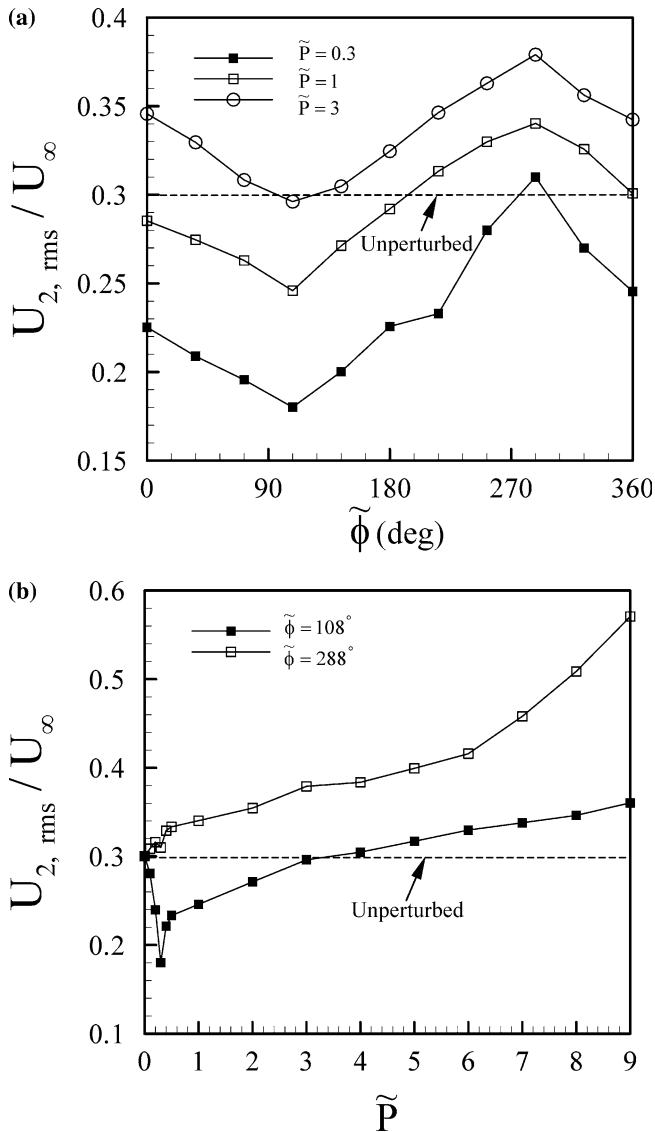 (a)
0.4
P̃ = 0.3
P̃ = 1
P̃ = 3
0.35
0.3
Unperturbed
0.25
0.2
0.15
U₂, rms / U∞
0 90 180 270 360
ϕ̃ (deg)
(b)
0.6
ϕ̃ = 108°
ϕ̃ = 288°
0.5
0.4
0.3
Unperturbed
0.2
0.1
U₂, rms / U∞
0 1 2 3 4 5 6 7 8 9
P̃